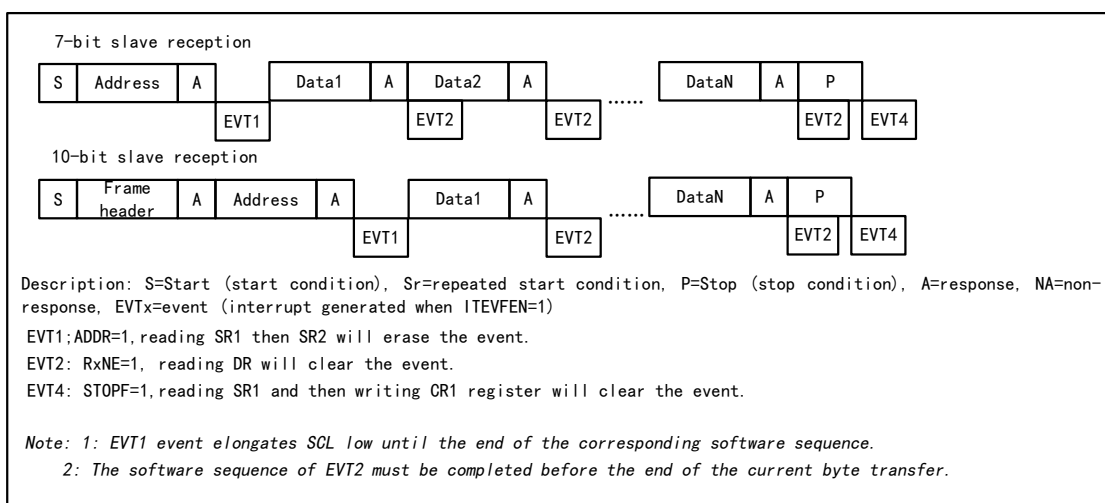 7-bit slave reception
S Address A Data1 A Data2 A DataN A P
EVT1 EVT2 EVT2 ...... EVT2 EVT4
10-bit slave reception
S Frame header A Address A Data1 A DataN A P
EVT1 EVT2 ...... EVT2 EVT4
Description: S=Start (start condition), Sr=repeated start condition, P=Stop (stop condition), A=response, NA=non-
response, EVTx=event (interrupt generated when ITEVFEN=1)
EVT1;ADDR=1,reading SR1 then SR2 will erase the event.
EVT2: RxNE=1, reading DR will clear the event.
EVT4: STOPF=1,reading SR1 and then writing CR1 register will clear the event.
Note: 1: EVT1 event elongates SCL low until the end of the corresponding software sequence.
2: The software sequence of EVT2 must be completed before the end of the current byte transfer.